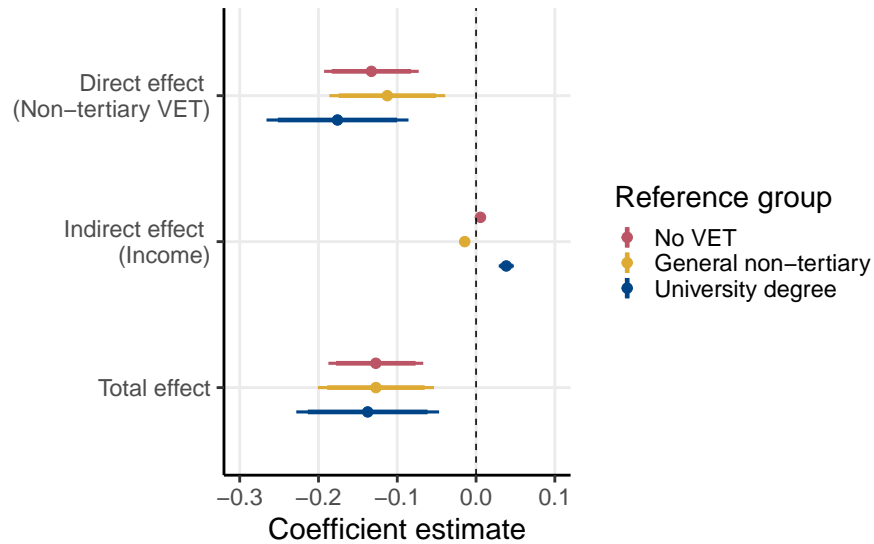 Direct effect
(Non−tertiary VET)
Indirect effect
(Income)
Total effect
−0.3 −0.2 −0.1 0.0 0.1
Coefficient estimate
Reference group
No VET
General non−tertiary
University degree